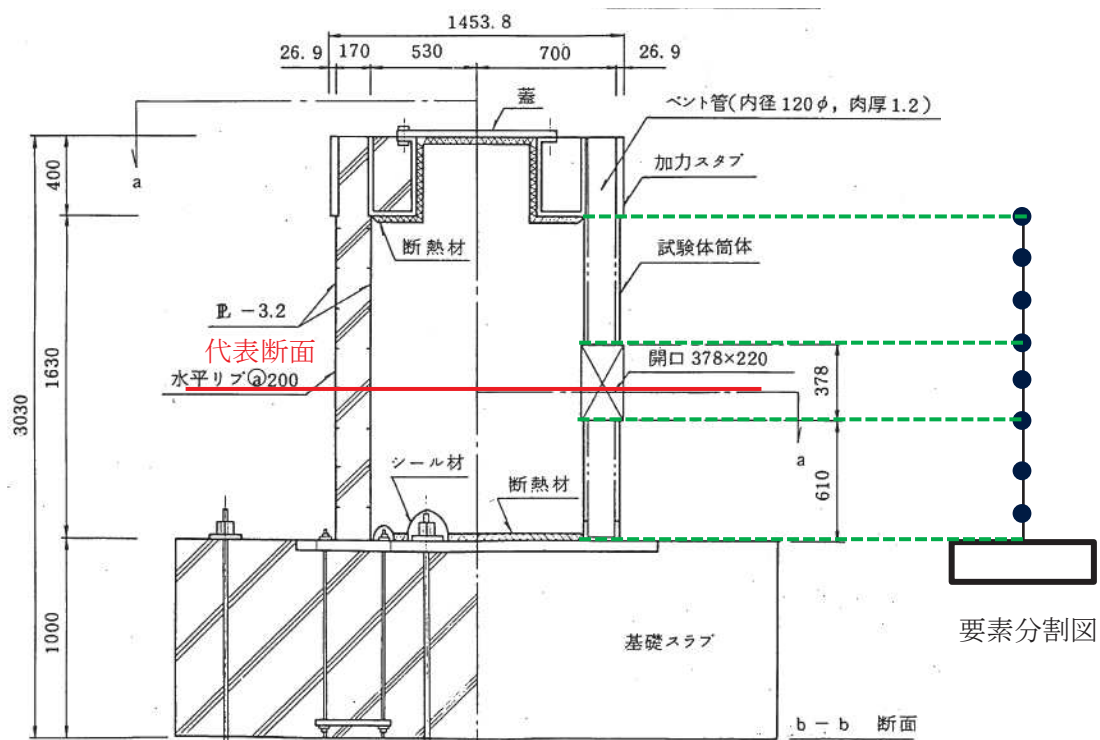 1453.8
26.9 170 530 700 26.9
蓋
ベント管(内径120φ, 肉厚1.2)
加力スタブ
a
400
断熱材
試験体筒体
PL -3.2
代表断面
開口 378×220
水平リブⓐ200
1630
3030
378
a
シール材
断熱材
610
1000
基礎スラブ
要素分割図
b - b 断面